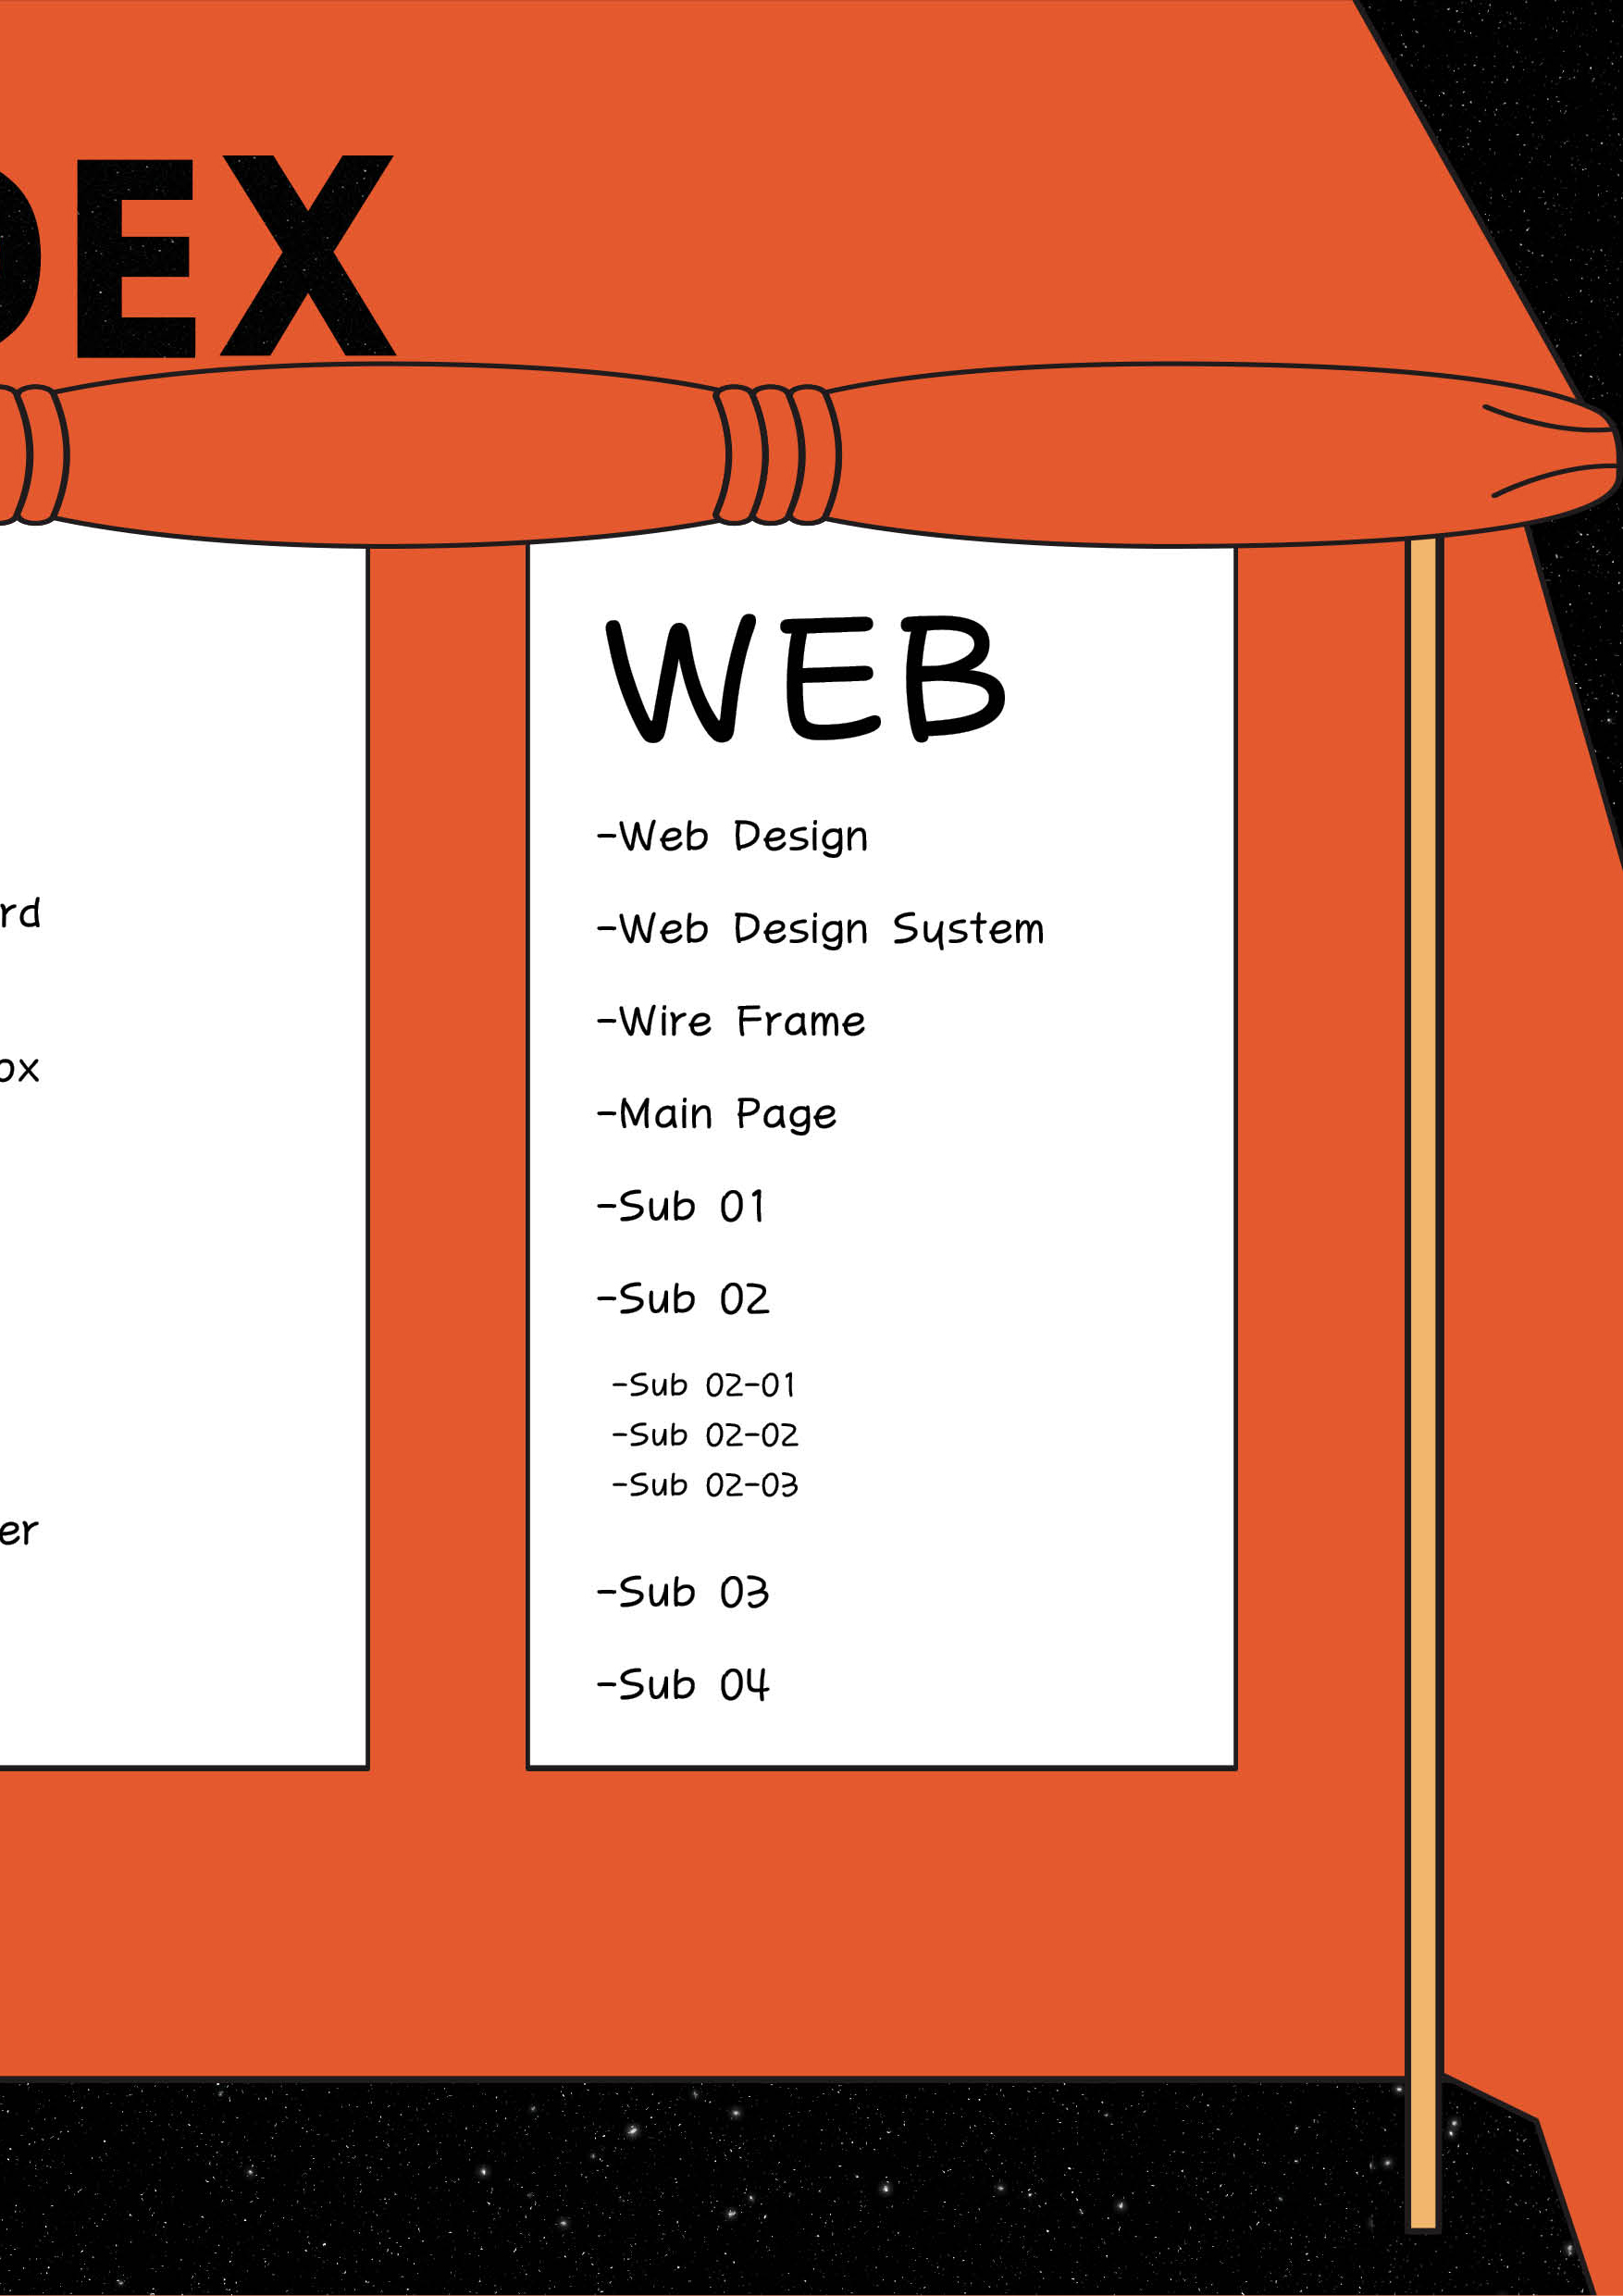 DEX
rd
ox
er
WEB
-Web Design
-Web Design System
-Wire Frame
-Main Page
-Sub 01
-Sub 02
-Sub 02-01
-Sub 02-02
-Sub 02-03
-Sub 03
-Sub 04